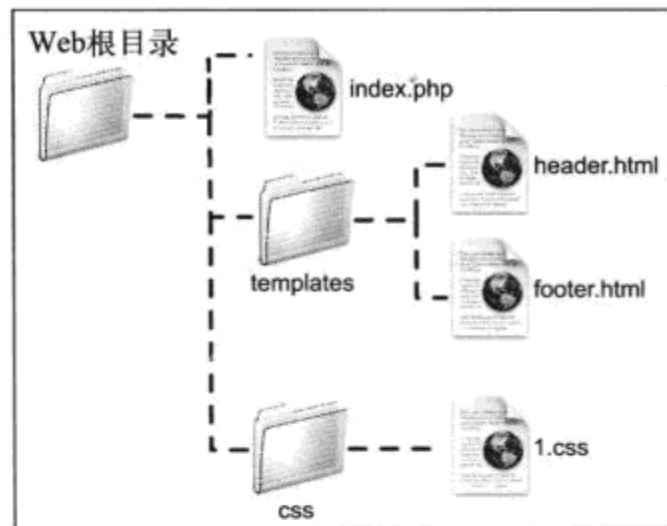 Web根目录
index.php
header.html
templates
footer.html
1.css
css